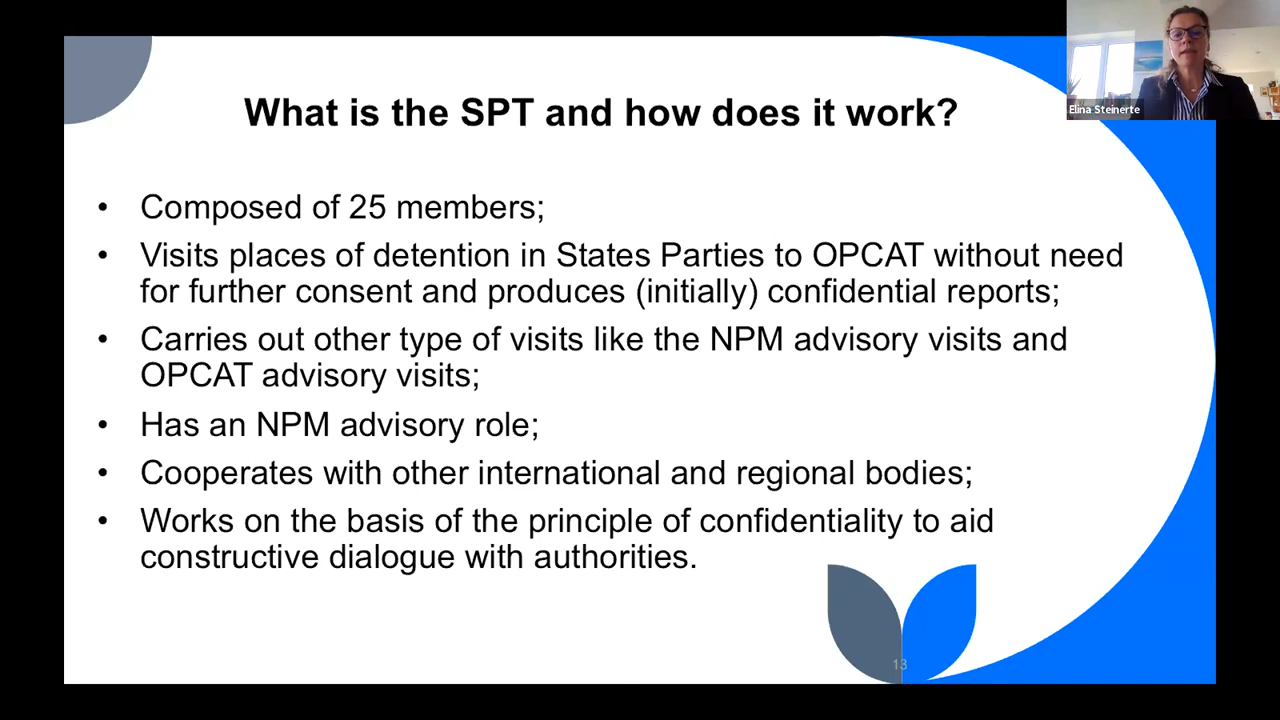 Elina Steinerte
What is the SPT and how does it work?
• Composed of 25 members;
• Visits places of detention in States Parties to OPCAT without need
for further consent and produces (initially) confidential reports;
• Carries out other type of visits like the NPM advisory visits and
OPCAT advisory visits;
• Has an NPM advisory role;
• Cooperates with other international and regional bodies;
• Works on the basis of the principle of confidentiality to aid
constructive dialogue with authorities.
13